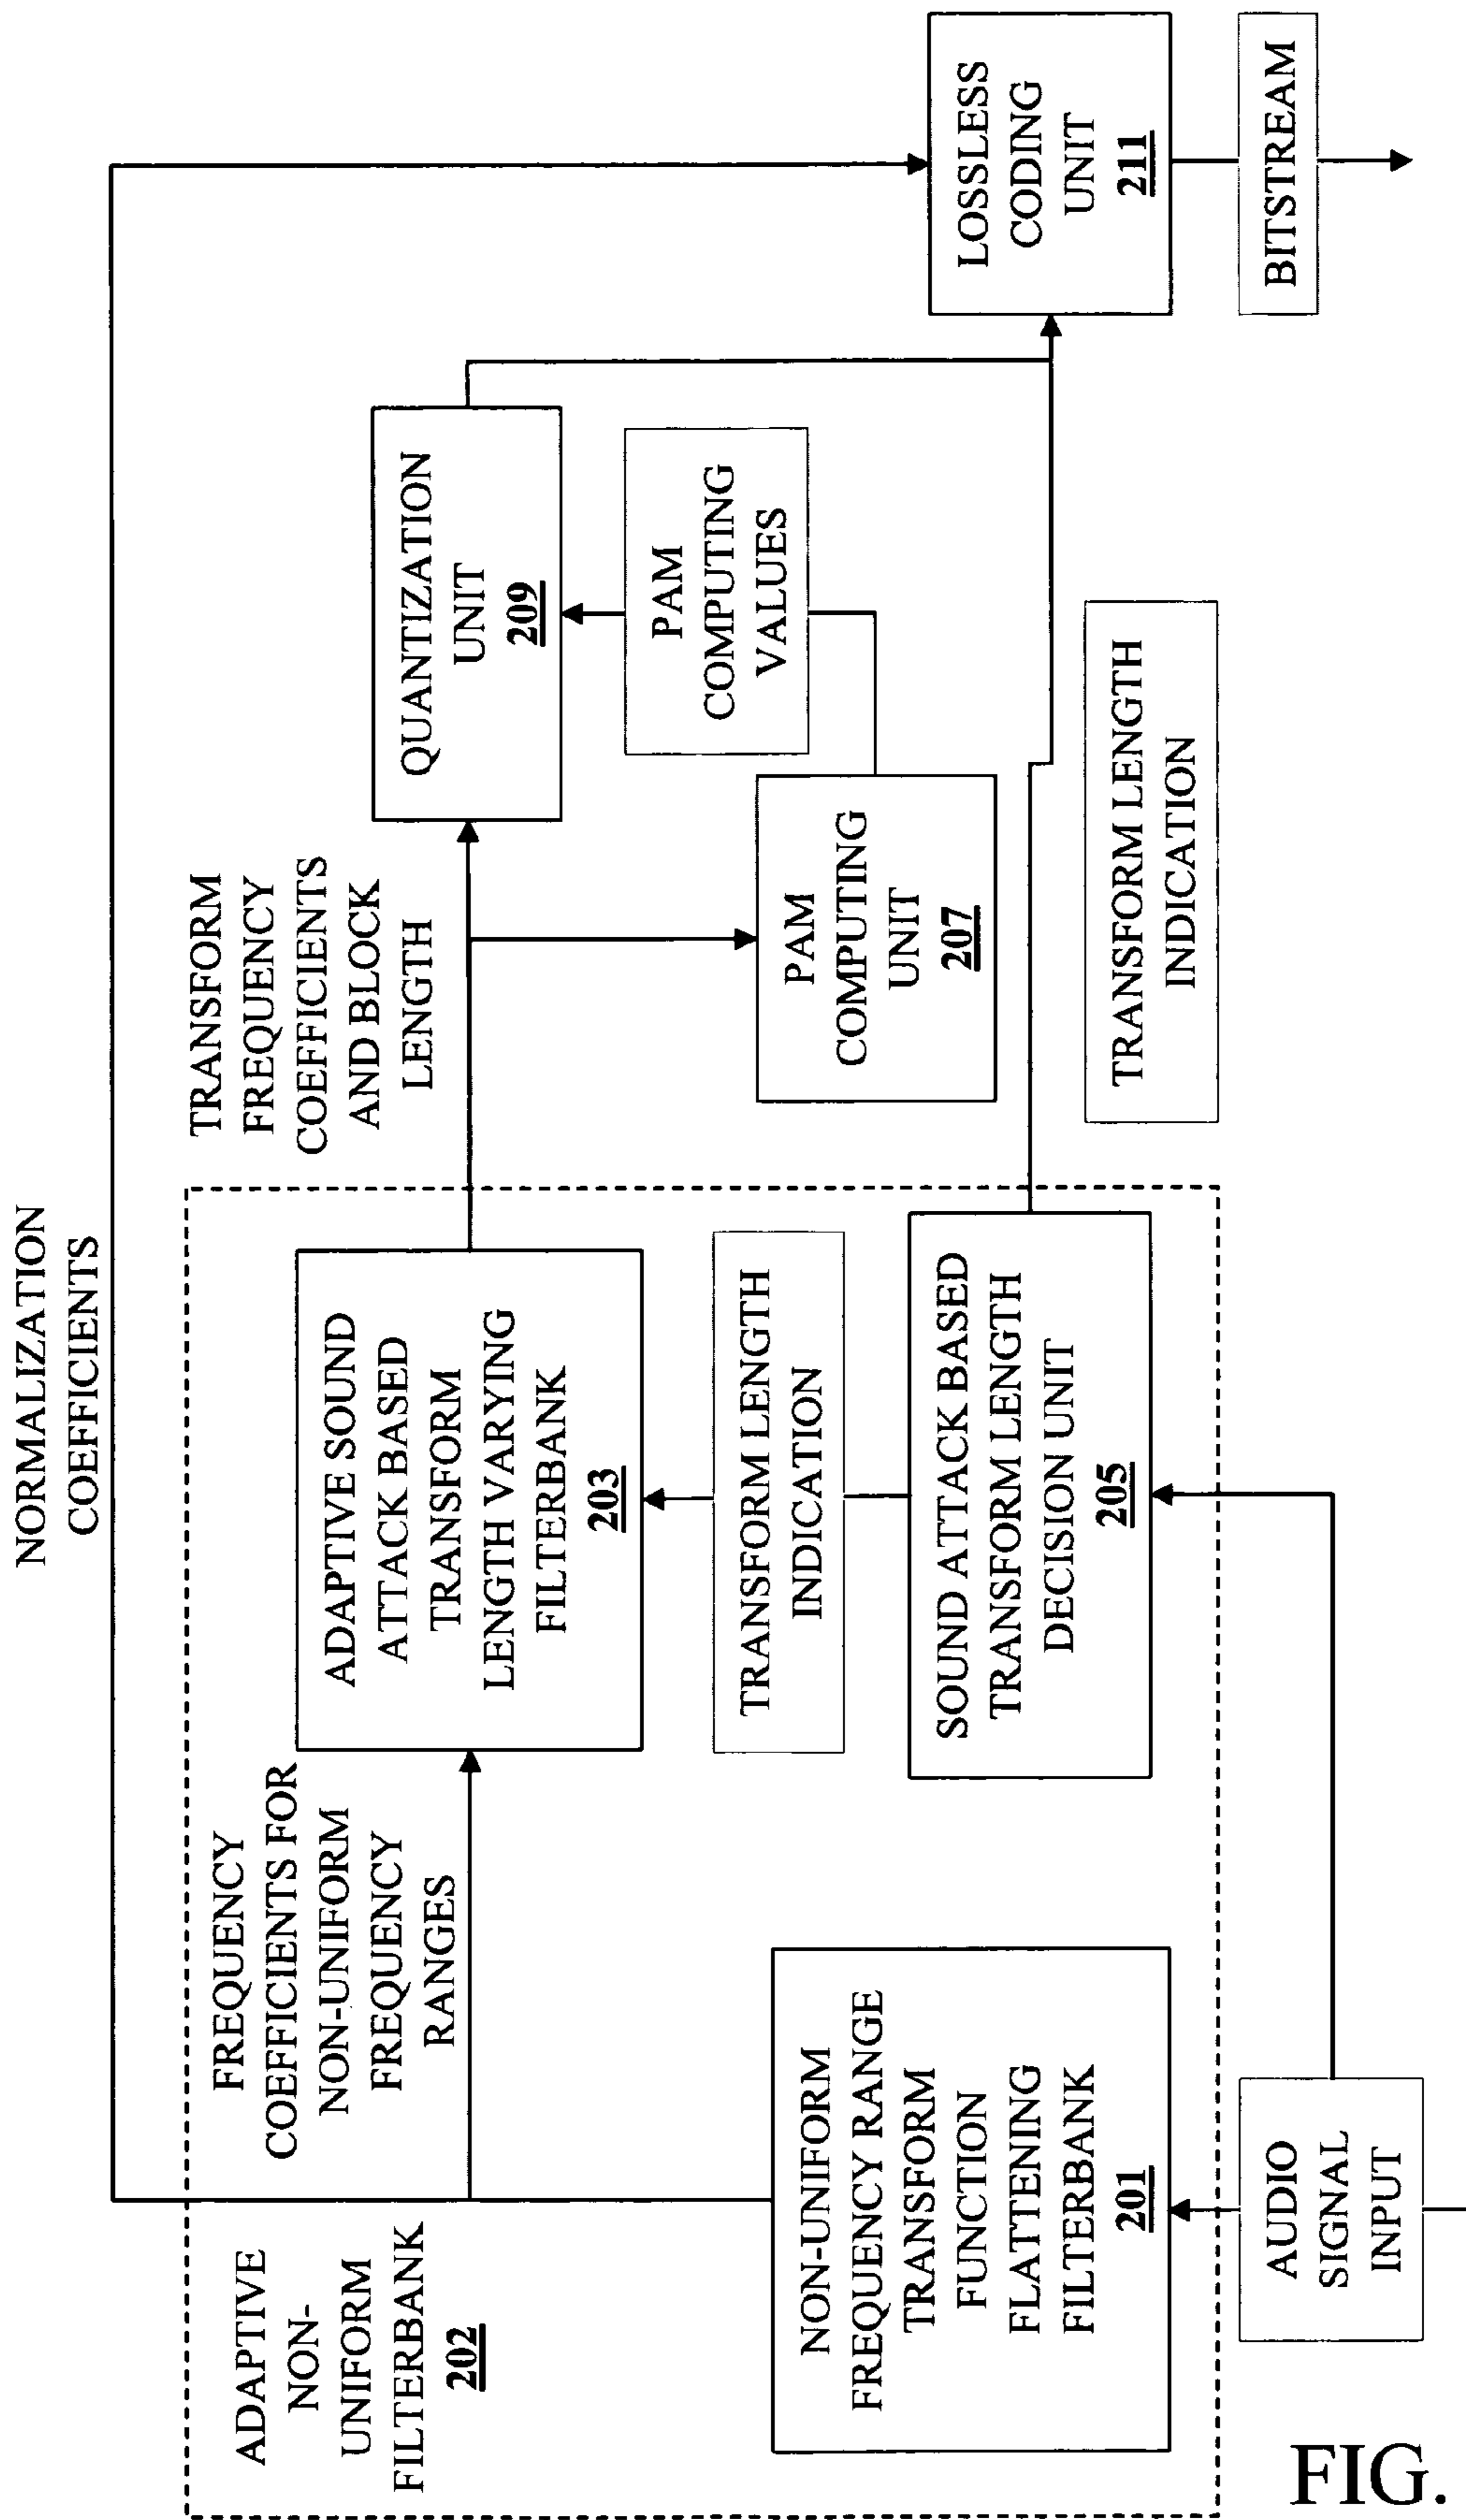 NORMALIZATION
COEFFICIENTS
ADAPTIVE
NON-
UNIFORM
FILTERBANK
202
FREQUENCY
COEFFICIENTS FOR
NON-UNIFORM
FREQUENCY
RANGES
TRANSFORM
FREQUENCY
COEFFICIENTS
AND BLOCK
LENGTH
ADAPTIVE SOUND
ATTACK BASED
TRANSFORM
LENGTH VARYING
FILTERBANK
203
QUANTIZATION
UNIT
209
TRANSFORM LENGTH
INDICATION
PAM
COMPUTING
VALUES
NON-UNIFORM
FREQUENCY RANGE
TRANSFORM
FUNCTION
FLATTENING
FILTERBANK
201
SOUND ATTACK BASED
TRANSFORM LENGTH
DECISION UNIT
205
PAM
COMPUTING
UNIT
207
LOSSLESS
CODING
UNIT
211
TRANSFORM LENGTH
INDICATION
AUDIO
SIGNAL
INPUT
BITSTREAM
FIG.